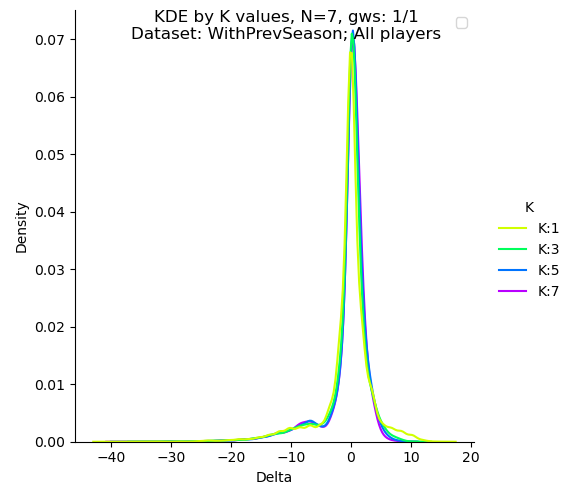 KDE by K values, N=7, gws: 1/1
Dataset: WithPrevSeason; All players
0.07
0.06
0.05
0.04
0.03
0.02
0.01
0.00
Density
−40
−30
−20
−10
0
10
20
Delta
K
K:1
K:3
K:5
K:7